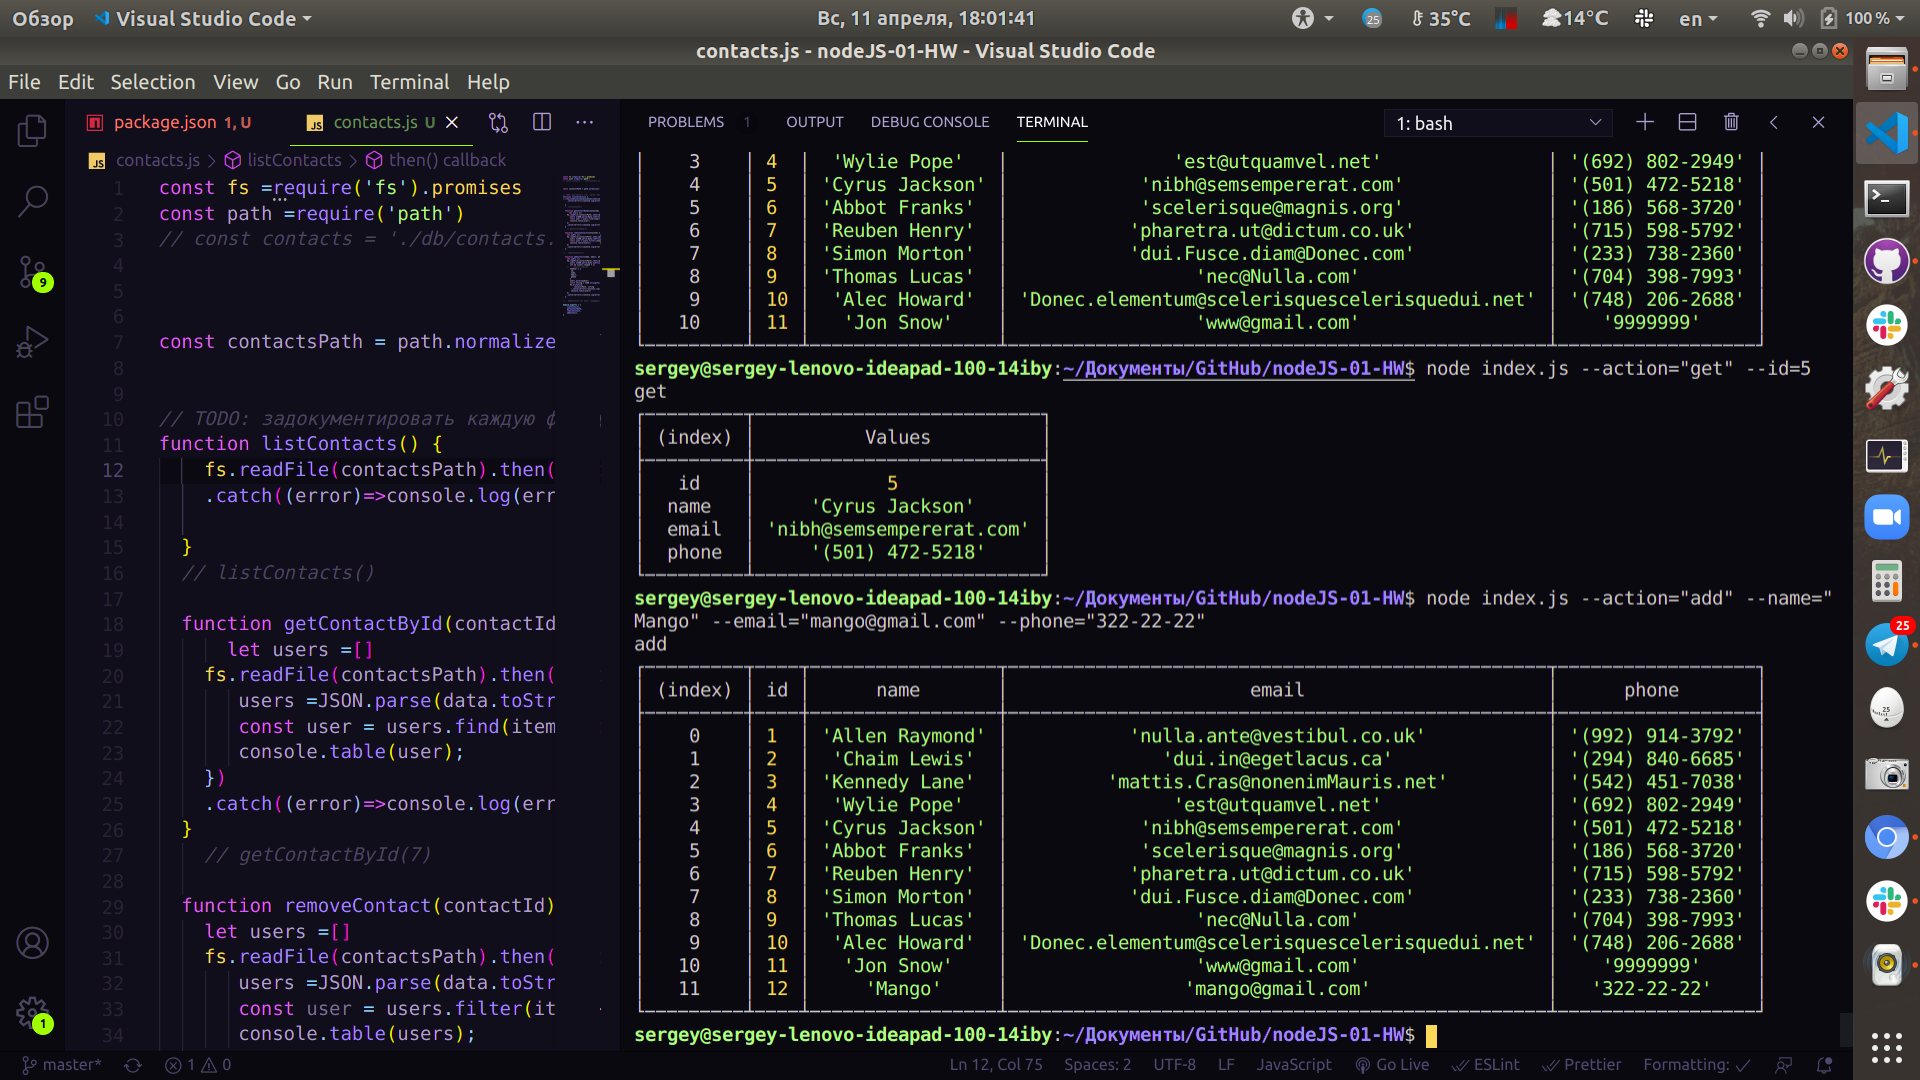 Обзор Visual Studio Code Вс, 11 апреля, 18:01:41 25 35°C 14°C en 100 %
contacts.js - nodeJS-01-HW - Visual Studio Code
File Edit Selection View Go Run Terminal Help
package.json 1, U contacts.js U
contacts.js > listContacts > then() callback
1 const fs =require('fs').promises
2 const path =require('path')
3 // const contacts = './db/contacts.
4
5
6
7 const contactsPath = path.normalize
8
9
10 // TODO: задокументировать каждую ф
11 function listContacts() {
12 fs.readFile(contactsPath).then(
13 .catch((error)=>console.log(err
14
15 }
16 // listContacts()
17
18 function getContactById(contactId
19 let users =[]
20 fs.readFile(contactsPath).then(
21 users =JSON.parse(data.toStr
22 const user = users.find(item
23 console.table(user);
24 })
25 .catch((error)=>console.log(err
26 }
27 // getContactById(7)
28
29 function removeContact(contactId)
30 let users =[]
31 fs.readFile(contactsPath).then(
32 users =JSON.parse(data.toStr
33 const user = users.filter(it
34 console.table(users);
PROBLEMS 1 OUTPUT DEBUG CONSOLE TERMINAL 1: bash
3 4 'Wylie Pope' 'est@utquamvel.net' '(692) 802-2949'
4 5 'Cyrus Jackson' 'nibh@semsempererat.com' '(501) 472-5218'
5 6 'Abbot Franks' 'scelerisque@magnis.org' '(186) 568-3720'
6 7 'Reuben Henry' 'pharetra.ut@dictum.co.uk' '(715) 598-5792'
7 8 'Simon Morton' 'dui.Fusce.diam@Donec.com' '(233) 738-2360'
8 9 'Thomas Lucas' 'nec@Nulla.com' '(704) 398-7993'
9 10 'Alec Howard' 'Donec.elementum@scelerisquescelerisquedui.net' '(748) 206-2688'
10 11 'Jon Snow' 'www@gmail.com' '9999999'
sergey@sergey-lenovo-ideapad-100-14iby:~/Документы/GitHub/nodeJS-01-HW$ node index.js --action="get" --id=5
get
(index) Values
id 5
name 'Cyrus Jackson'
email 'nibh@semsempererat.com'
phone '(501) 472-5218'
sergey@sergey-lenovo-ideapad-100-14iby:~/Документы/GitHub/nodeJS-01-HW$ node index.js --action="add" --name="
Mango" --email="mango@gmail.com" --phone="322-22-22"
add
(index) id name email phone
0 1 'Allen Raymond' 'nulla.ante@vestibul.co.uk' '(992) 914-3792'
1 2 'Chaim Lewis' 'dui.in@egetlacus.ca' '(294) 840-6685'
2 3 'Kennedy Lane' 'mattis.Cras@nonenimMauris.net' '(542) 451-7038'
3 4 'Wylie Pope' 'est@utquamvel.net' '(692) 802-2949'
4 5 'Cyrus Jackson' 'nibh@semsempererat.com' '(501) 472-5218'
5 6 'Abbot Franks' 'scelerisque@magnis.org' '(186) 568-3720'
6 7 'Reuben Henry' 'pharetra.ut@dictum.co.uk' '(715) 598-5792'
7 8 'Simon Morton' 'dui.Fusce.diam@Donec.com' '(233) 738-2360'
8 9 'Thomas Lucas' 'nec@Nulla.com' '(704) 398-7993'
9 10 'Alec Howard' 'Donec.elementum@scelerisquescelerisquedui.net' '(748) 206-2688'
10 11 'Jon Snow' 'www@gmail.com' '9999999'
11 12 'Mango' 'mango@gmail.com' '322-22-22'
sergey@sergey-lenovo-ideapad-100-14iby:~/Документы/GitHub/nodeJS-01-HW$
9
1
25
25
master* 1 0 Ln 12, Col 75 Spaces: 2 UTF-8 LF JavaScript Go Live ESLint Prettier Formatting: